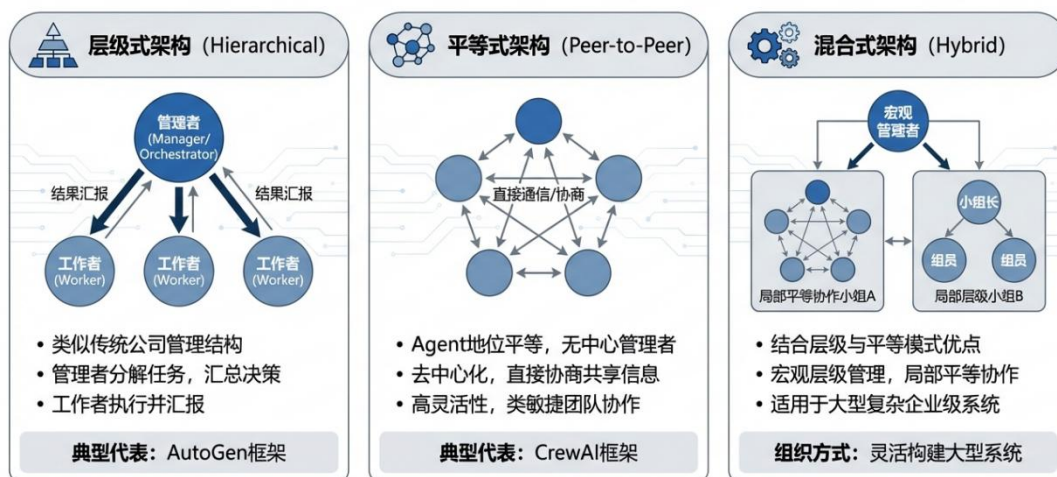 层级式架构 (Hierarchical)
管理者
(Manager/
Orchestrator)
结果汇报
结果汇报
工作者
(Worker)
工作者
(Worker)
工作者
(Worker)
• 类似传统公司管理结构
• 管理者分解任务，汇总决策
• 工作者执行并汇报
典型代表：AutoGen框架
平等式架构 (Peer-to-Peer)
直接通信/协商
• Agent地位平等，无中心管理者
• 去中心化，直接协商共享信息
• 高灵活性，类敏捷团队协作
典型代表：CrewAI框架
混合式架构 (Hybrid)
宏观
管理者
局部平等协作小组A
小组长
组员
组员
局部层级小组B
• 结合层级与平等模式优点
• 宏观层级管理，局部平等协作
• 适用于大型复杂企业级系统
组织方式：灵活构建大型系统